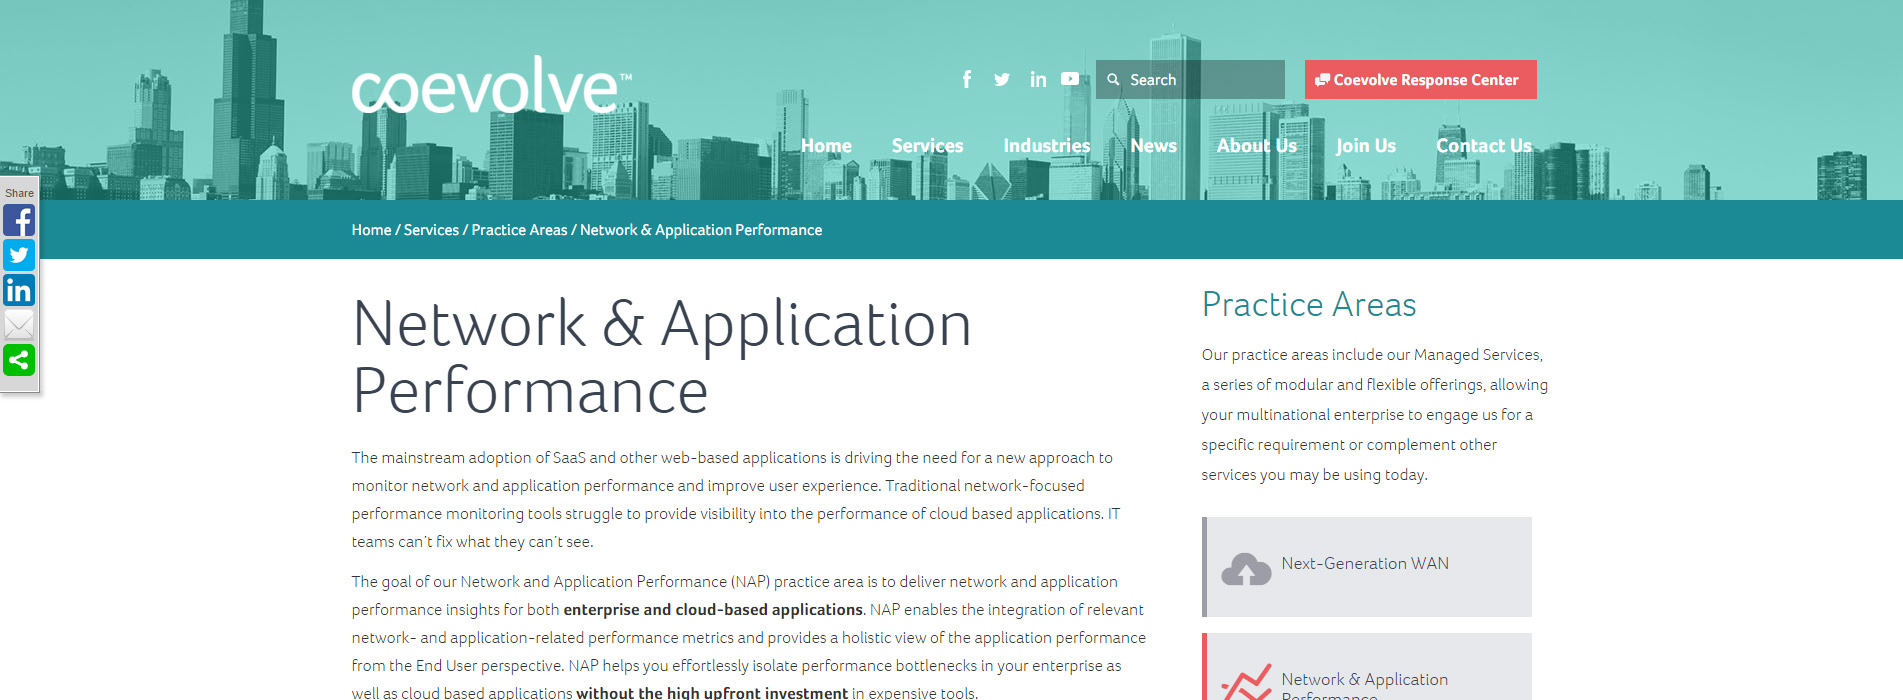 coevolve™
Search
Coevolve Response Center
Home Services Industries News About Us Join Us Contact Us
Share
Home / Services / Practice Areas / Network & Application Performance
Network & Application
Performance
The mainstream adoption of SaaS and other web-based applications is driving the need for a new approach to
monitor network and application performance and improve user experience. Traditional network-focused
performance monitoring tools struggle to provide visibility into the performance of cloud based applications. IT
teams can't fix what they can't see.
The goal of our Network and Application Performance (NAP) practice area is to deliver network and application
performance insights for both enterprise and cloud-based applications. NAP enables the integration of relevant
network- and application-related performance metrics and provides a holistic view of the application performance
from the End User perspective. NAP helps you effortlessly isolate performance bottlenecks in your enterprise as
well as cloud based applications without the high upfront investment in expensive tools.
Practice Areas
Our practice areas include our Managed Services,
a series of modular and flexible offerings, allowing
your multinational enterprise to engage us for a
specific requirement or complement other
services you may be using today.
Next-Generation WAN
Network & Application
Performance